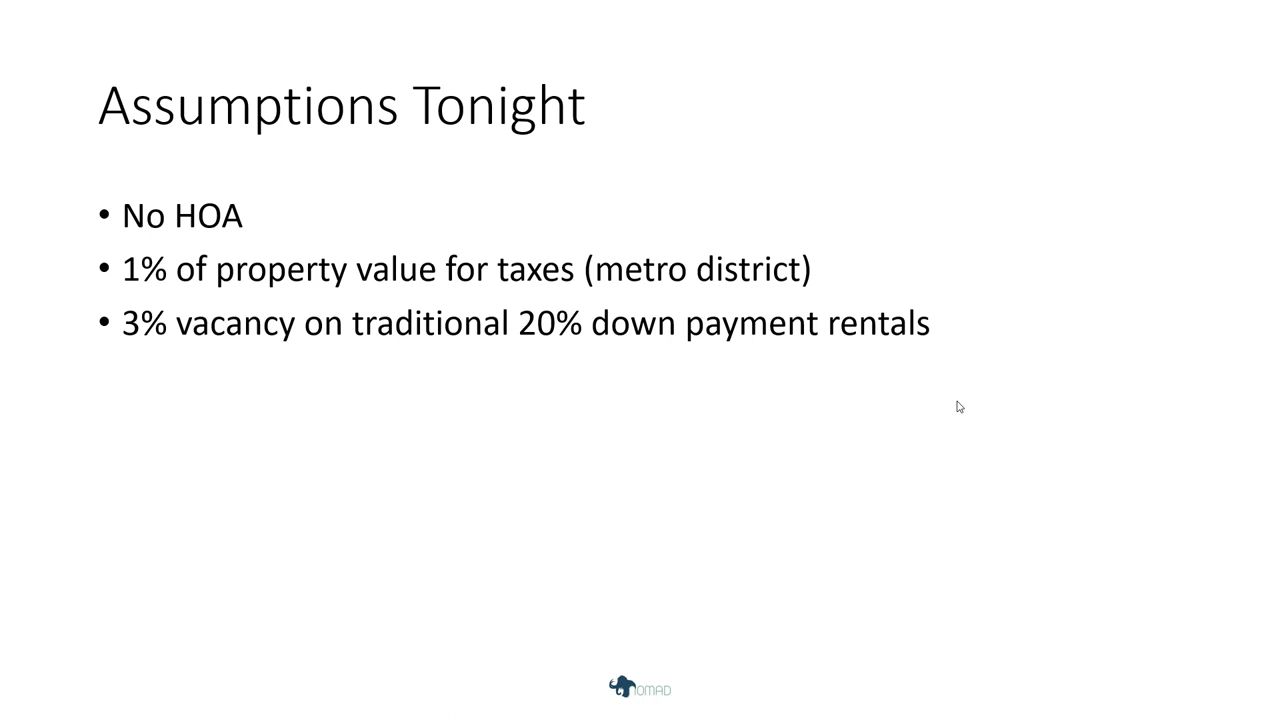 Assumptions Tonight
• No HOA
• 1% of property value for taxes (metro district)
• 3% vacancy on traditional 20% down payment rentals
NOMAD